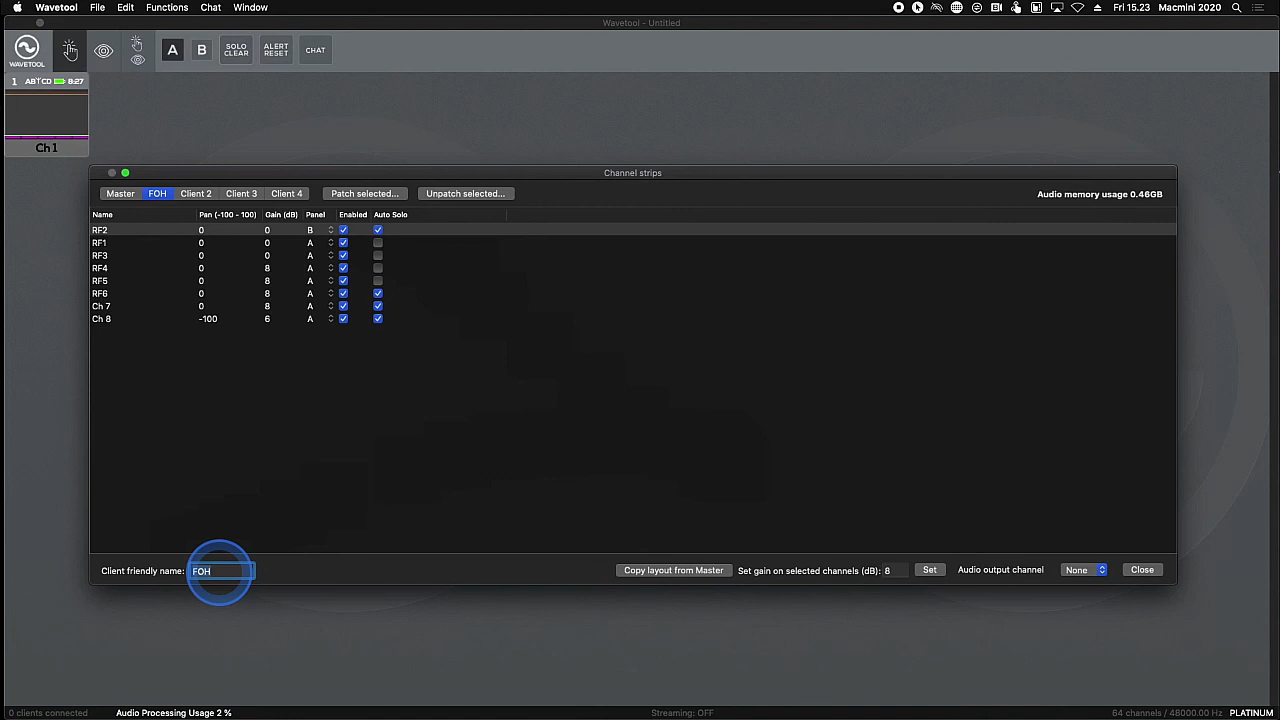 Wavetool File Edit Functions Chat Window Fri 15.23 Macmini 2020
Wavetool - Untitled
WAVETOOL A B SOLO CLEAR ALERT RESET CHAT
1 ABTCD 8:27
Ch 1
Channel strips
Master FOH Client 2 Client 3 Client 4 Patch selected... Unpatch selected... Audio memory usage 0.46GB
Name Pan (-100 - 100) Gain (dB) Panel Enabled Auto Solo
RF2 0 0 B
RF1 0 0 A
RF3 0 0 A
RF4 0 8 A
RF5 0 8 A
RF6 0 8 A
Ch 7 0 8 A
Ch 8 -100 6 A
Client friendly name: FOH Copy layout from Master Set gain on selected channels (dB): 8 Set Audio output channel None Close
0 clients connected Audio Processing Usage 2 % Streaming: OFF 64 channels / 48000.00 Hz PLATINUM